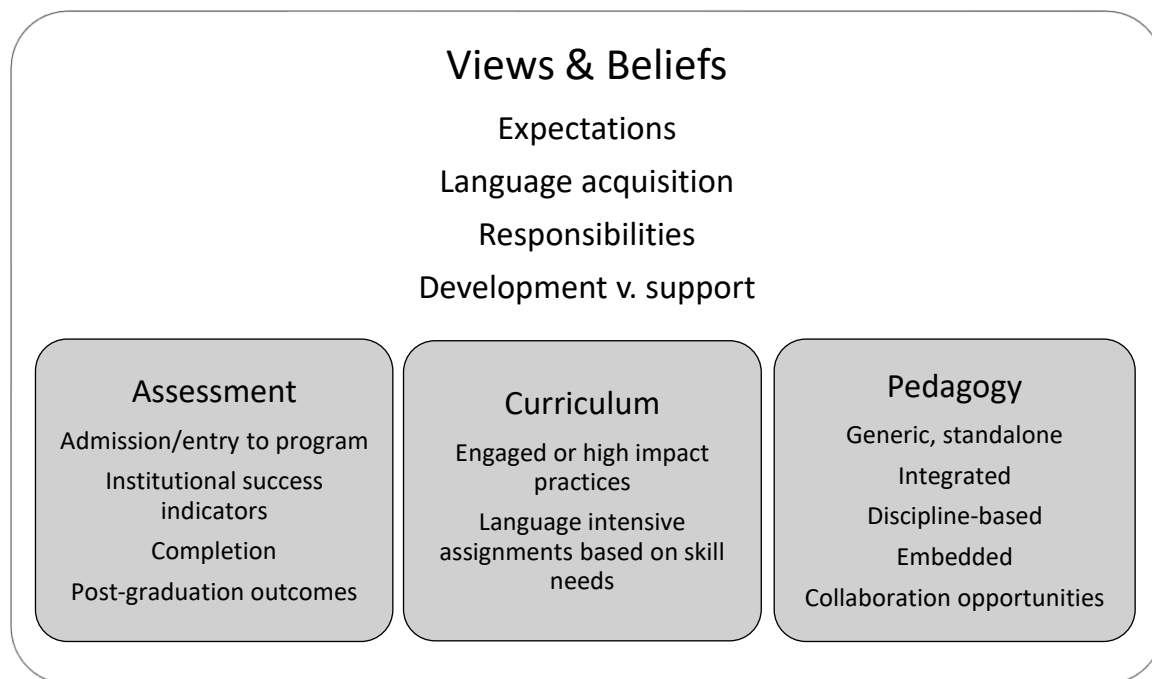 Views & Beliefs
Expectations
Language acquisition
Responsibilities
Development v. support
Assessment
Admission/entry to program
Institutional success
indicators
Completion
Post-graduation outcomes
Curriculum
Engaged or high impact
practices
Language intensive
assignments based on skill
needs
Pedagogy
Generic, standalone
Integrated
Discipline-based
Embedded
Collaboration opportunities